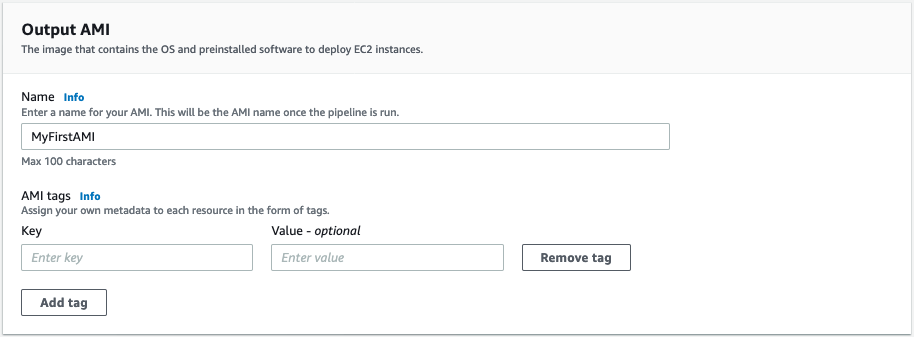 Output AMI
The image that contains the OS and preinstalled software to deploy EC2 instances.
Name Info
Enter a name for your AMI. This will be the AMI name once the pipeline is run.
MyFirstAMI
Max 100 characters
AMI tags Info
Assign your own metadata to each resource in the form of tags.
Key Value - optional
Enter key Enter value Remove tag
Add tag